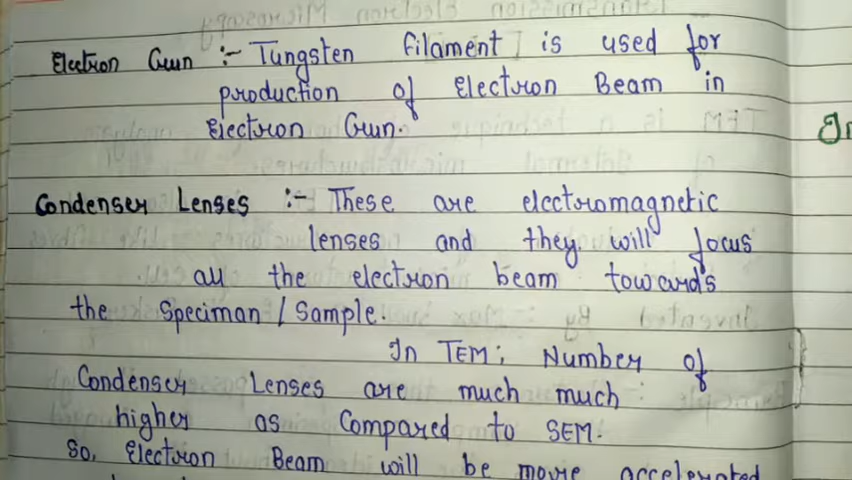 Electron Gun :- Tungsten filament is used for
production of Electron Beam in
Electron Gun.
Condenser Lenses :- These are electromagnetic
lenses and they will focus
all the electron beam towards
the Speciman / Sample.
In TEM; Number of
Condenser Lenses are much much
higher as Compared to SEM.
So, Electron Beam will be more accelerated